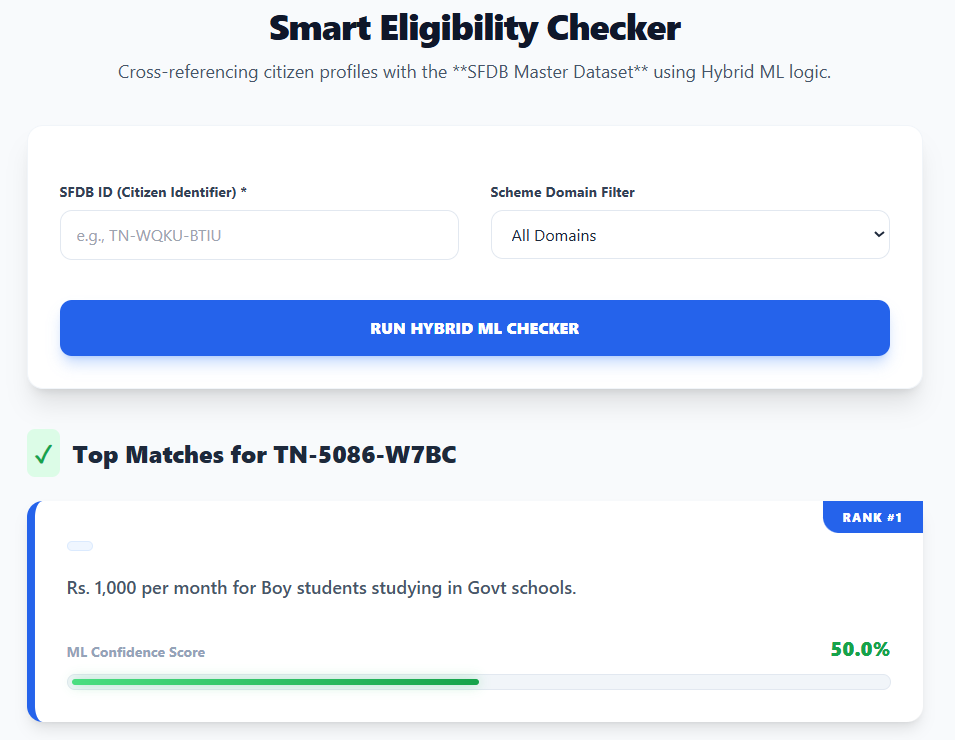 Smart Eligibility Checker
Cross-referencing citizen profiles with the **SFDB Master Dataset** using Hybrid ML logic.
SFDB ID (Citizen Identifier) *
Scheme Domain Filter
e.g., TN-WQKU-BTIU
All Domains
RUN HYBRID ML CHECKER
✓ Top Matches for TN-5086-W7BC
RANK #1
Rs. 1,000 per month for Boy students studying in Govt schools.
ML Confidence Score
50.0%